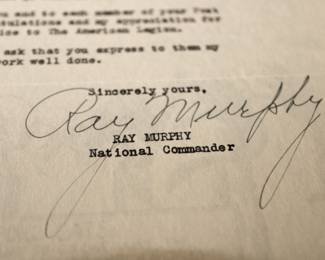 you and to each member of your Post
and my appreciation for
to The American Legion.
ask that you express to them my
work well done.
Sincerely yours,
Ray Murphy
RAY MURPHY
National Commander